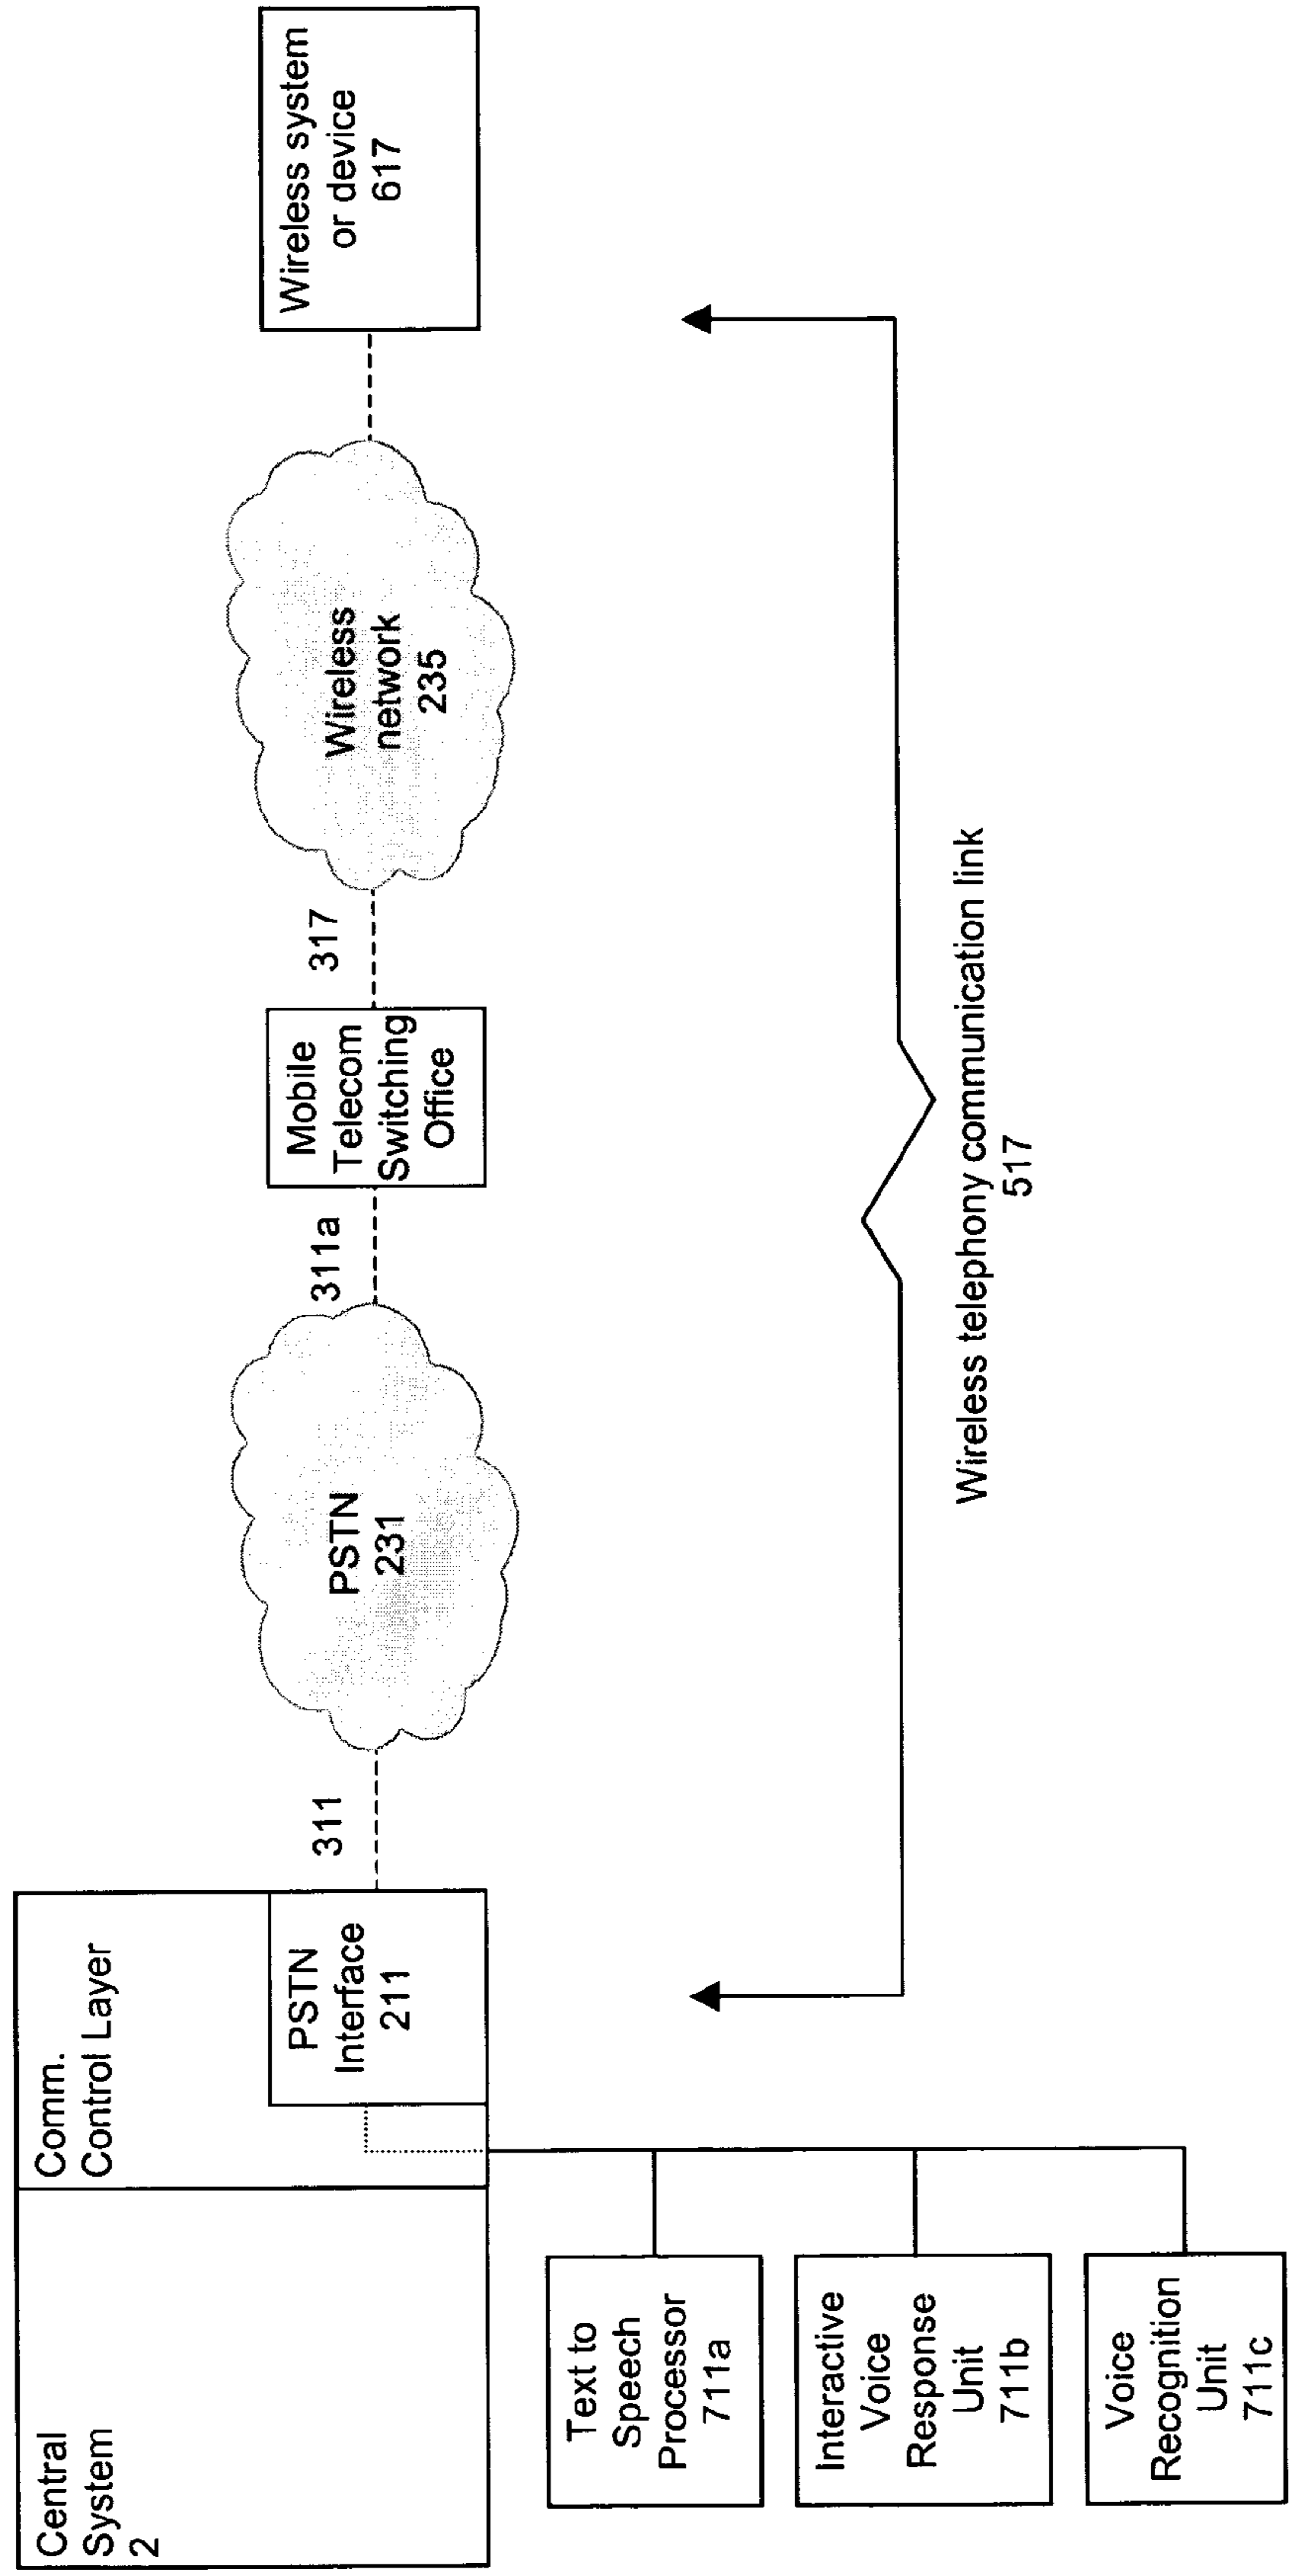 Central
System
2
Comm.
Control Layer
PSTN
Interface
211
311
PSTN
231
311a
Mobile
Telecom
Switching
Office
317
Wireless
network
235
Wireless system
or device
617
Text to
Speech
Processor
711a
Interactive
Voice
Response
Unit
711b
Voice
Recognition
Unit
711c
Wireless telephony communication link
517